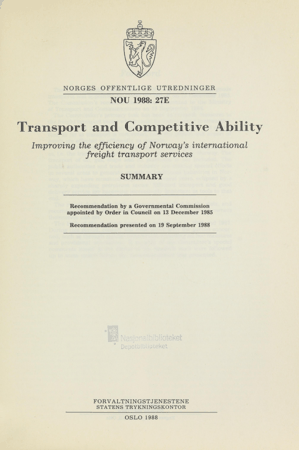 NORGES OFFENTLIGE UTREDNINGER
NOU 1988: 27E
Transport and Competitive Ability
Improving the efficiency of Norway's international
freight transport services
SUMMARY
Recommendation by a Governmental Commission
appointed by Order in Council on 13 December 1985
Recommendation presented on 19 September 1988
FORVALTNINGSTJENESTENE
STATENS TRYKNINGSKONTOR
OSLO 1988